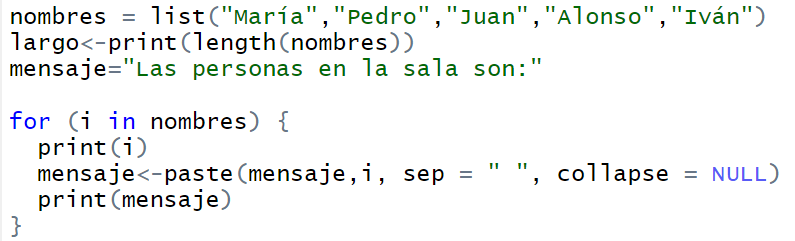 nombres = list("María","Pedro","Juan","Alonso","Iván")
largo<-print(length(nombres))
mensaje="Las personas en la sala son:"
for (i in nombres) {
  print(i)
  mensaje<-paste(mensaje,i, sep = " ", collapse = NULL)
  print(mensaje)
}